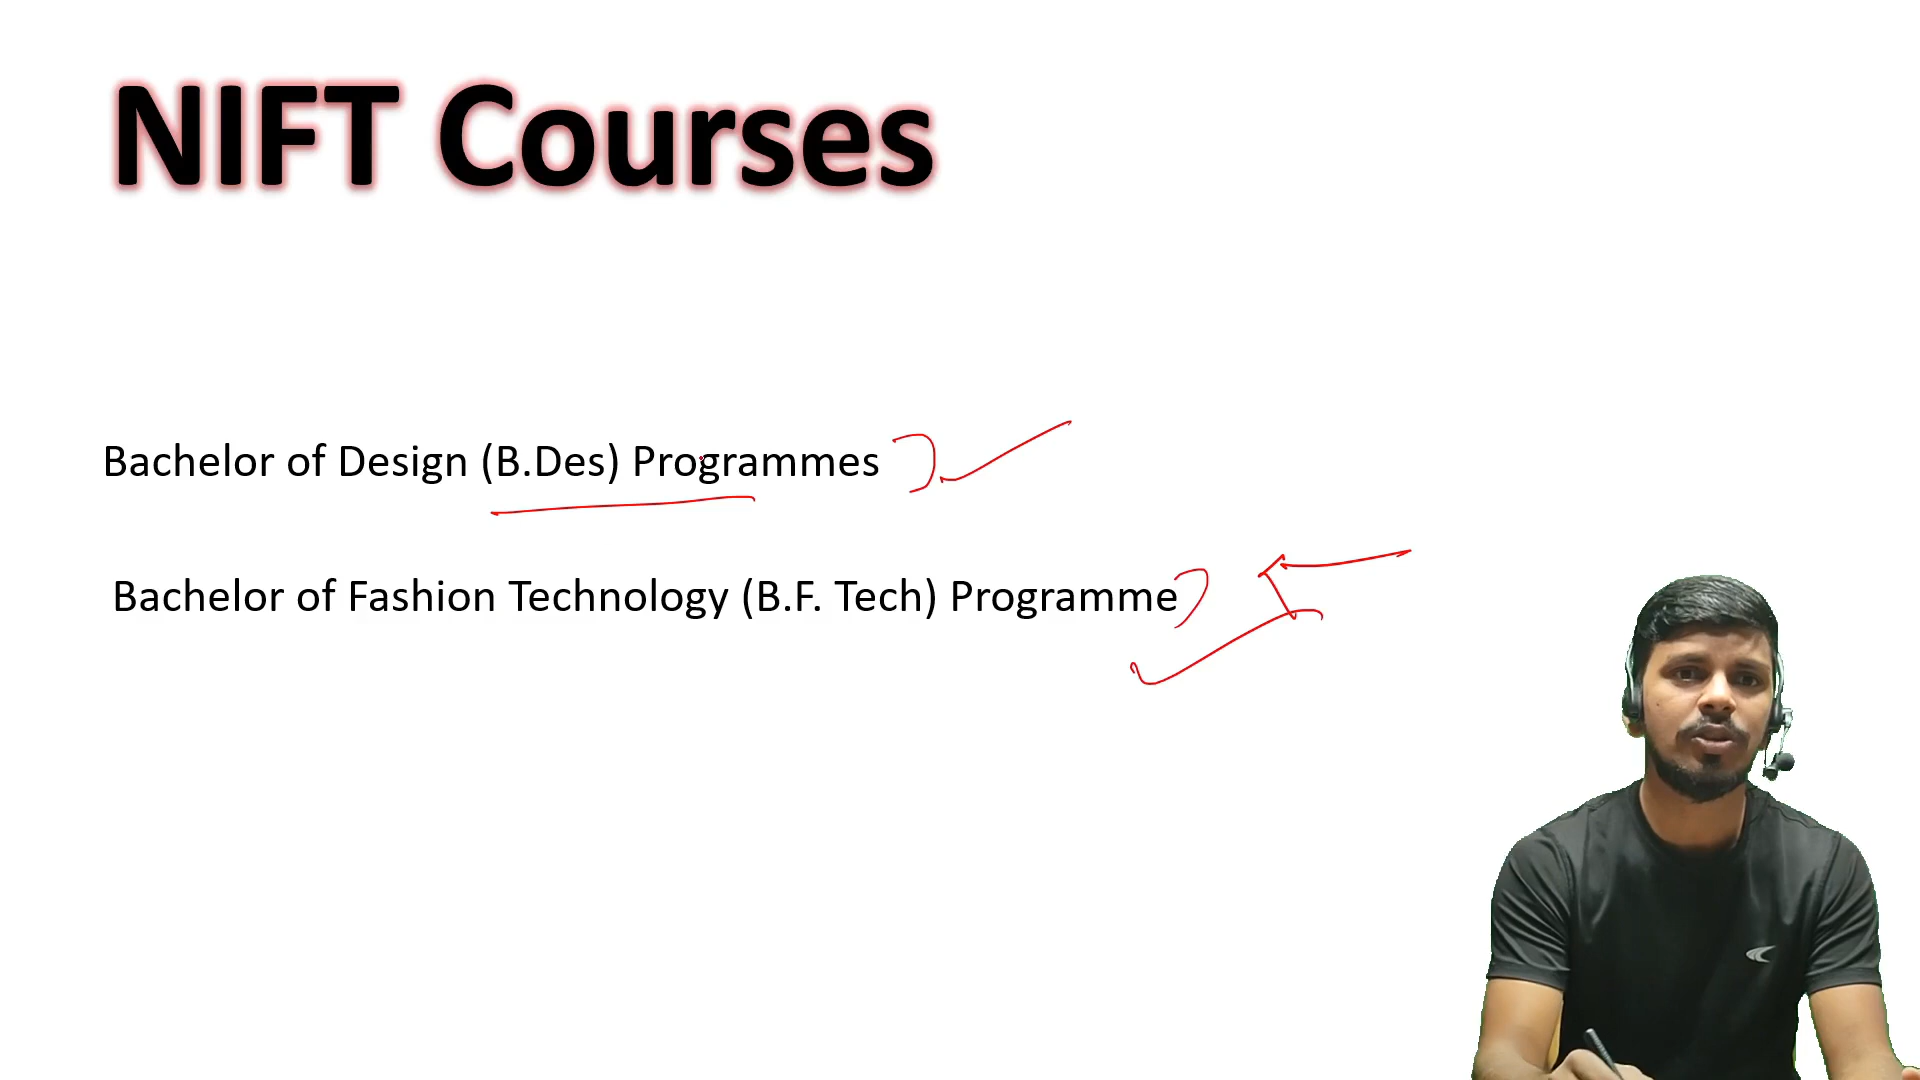 NIFT Courses
Bachelor of Design (B.Des) Programmes
Bachelor of Fashion Technology (B.F. Tech) Programme